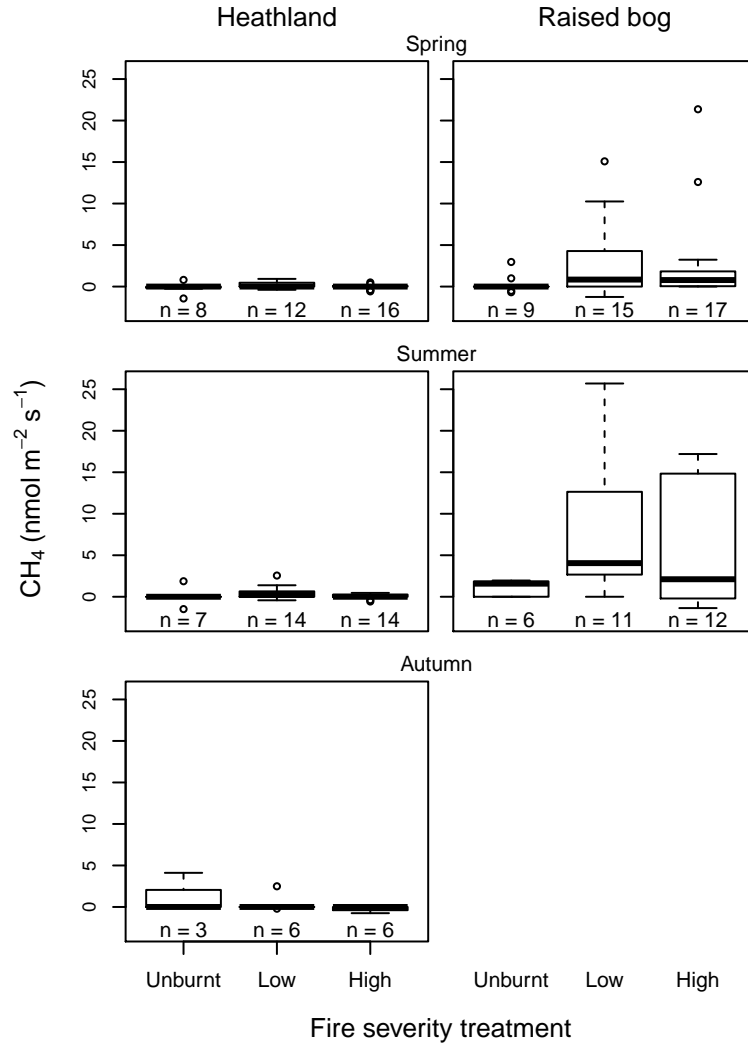 Heathland Raised bog
Spring
25
20
15
10
5
0
n = 8 n = 12 n = 16 n = 9 n = 15 n = 17
Summer
25
20
15
10
5
0
n = 7 n = 14 n = 14 n = 6 n = 11 n = 12
Autumn
25
20
15
10
5
0
n = 3 n = 6 n = 6
CH₄ (nmol m⁻² s⁻¹)
Unburnt Low High Unburnt Low High
Fire severity treatment